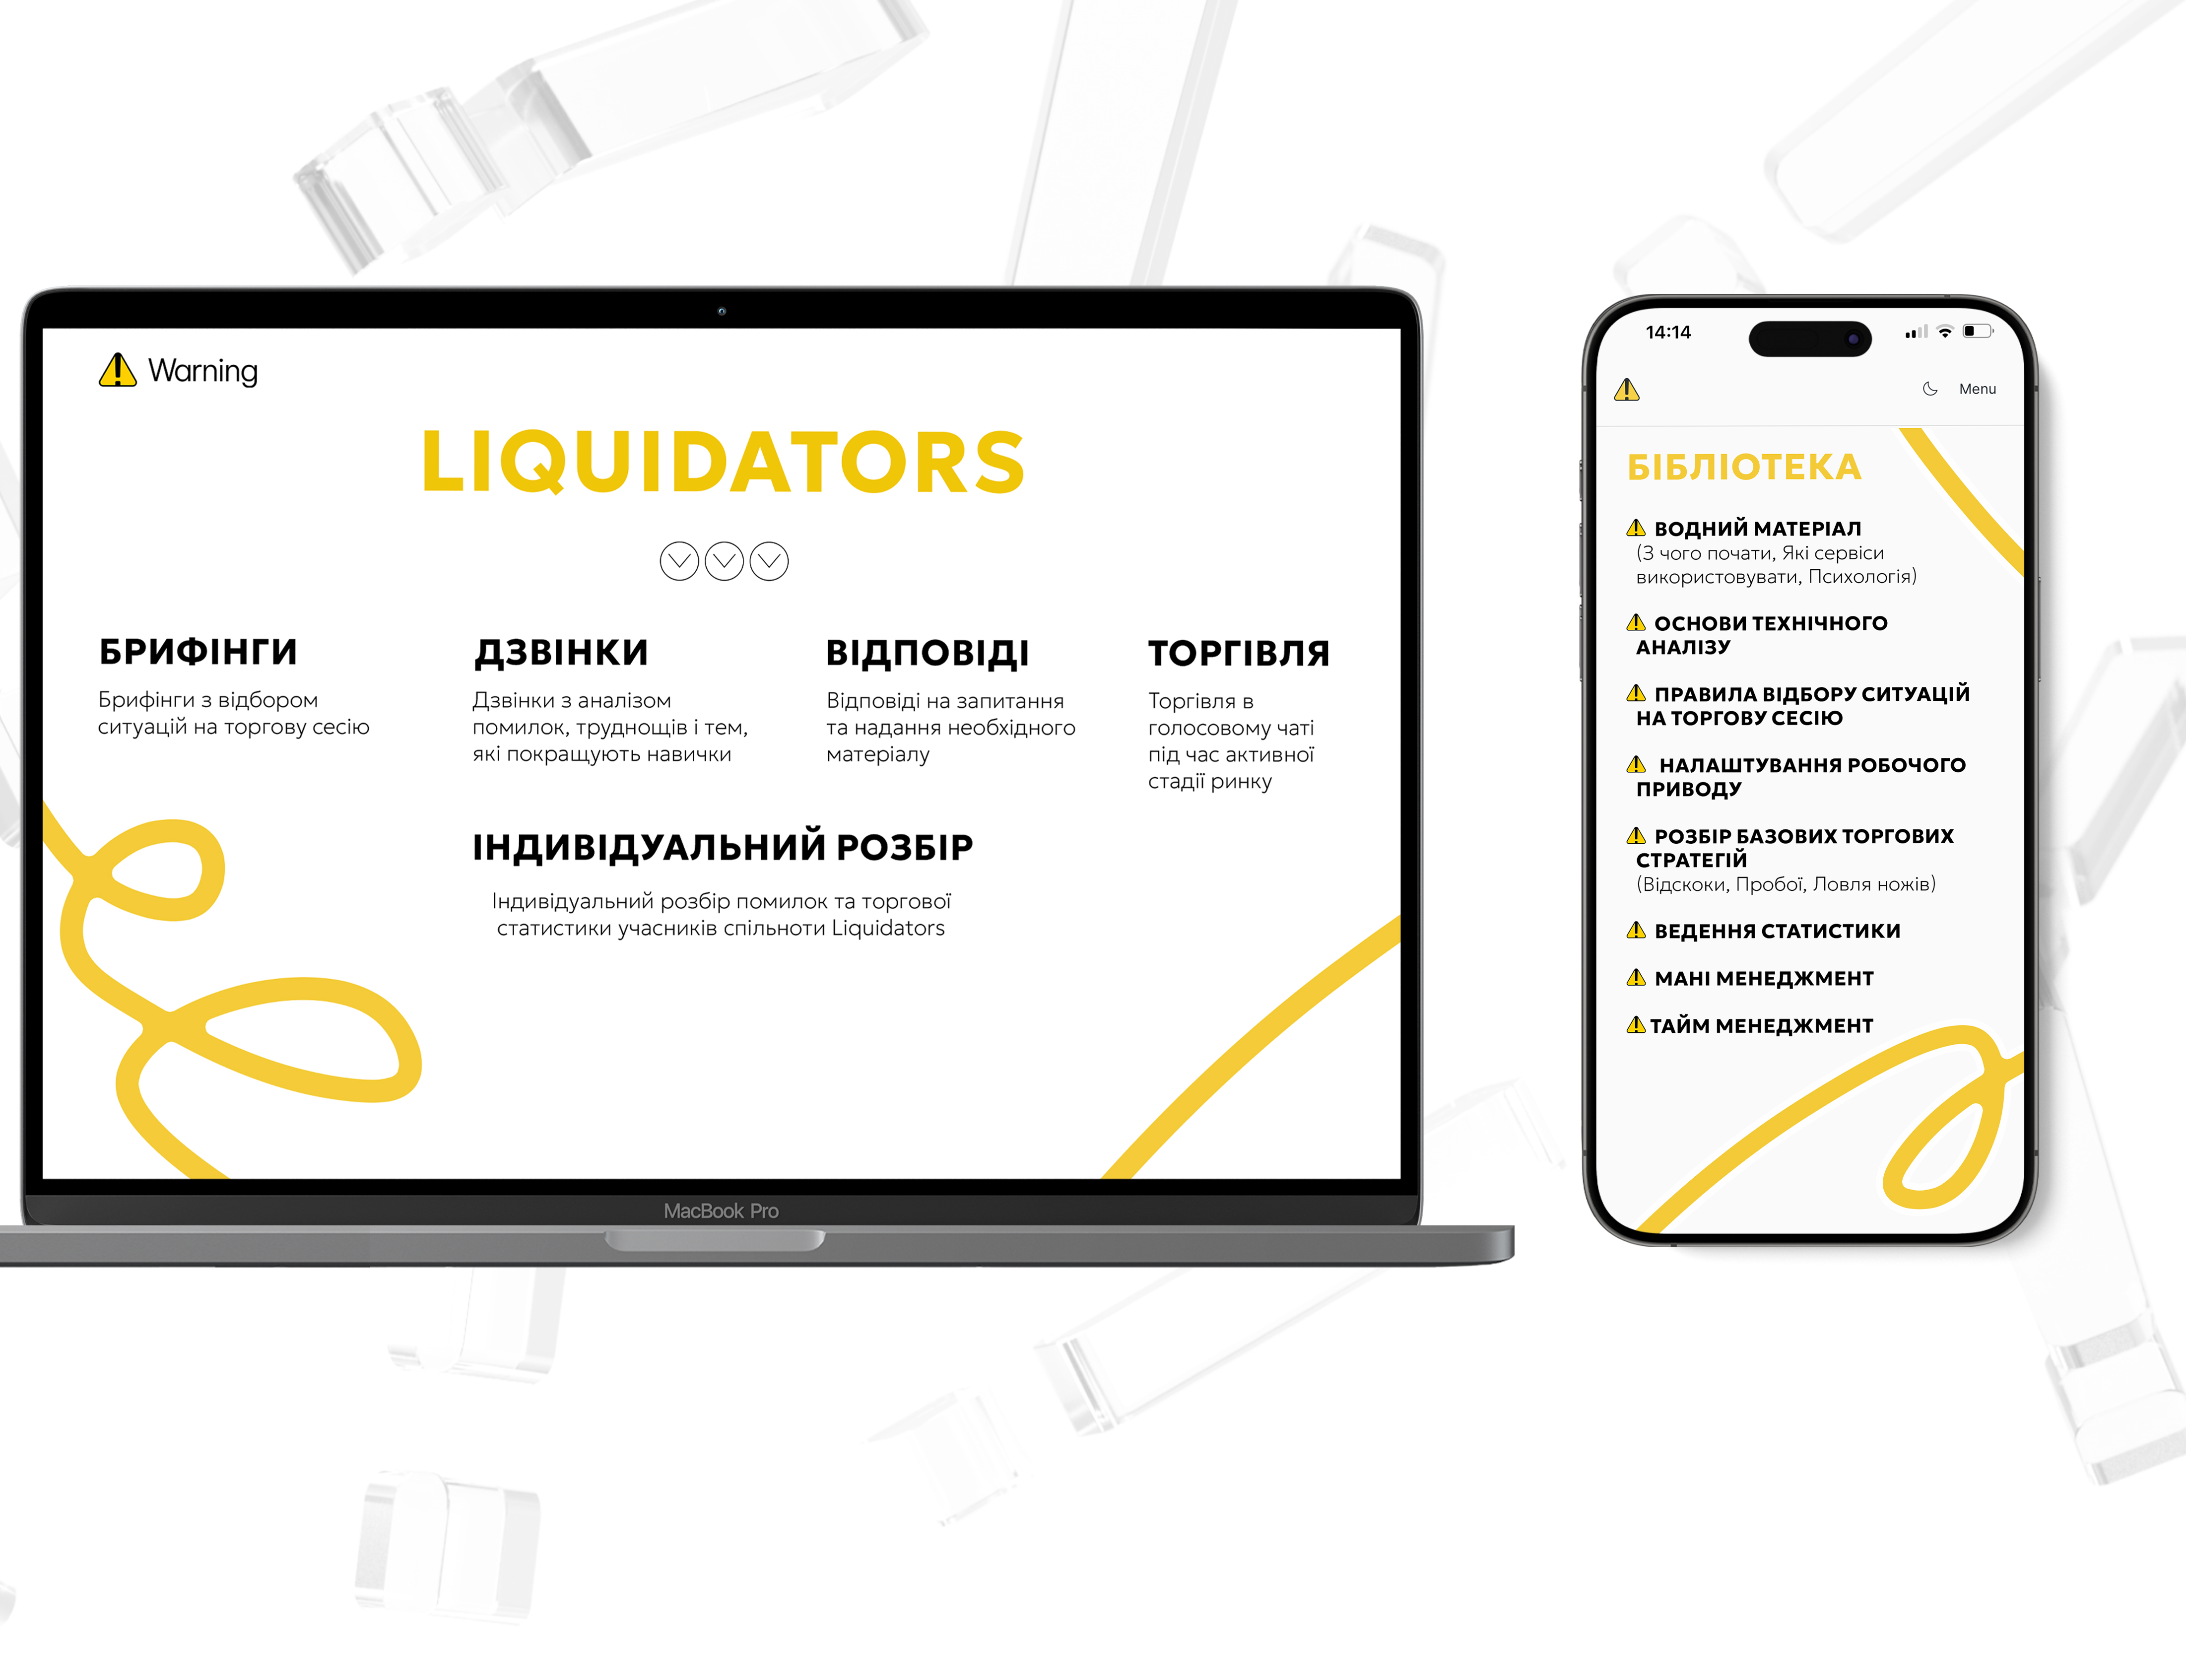 Warning
LIQUIDATORS
БРИФІНГИ
Брифінги з відбором
ситуацій на торгову сесію
ДЗВІНКИ
Дзвінки з аналізом
помилок, труднощів і тем,
які покращують навички
ВІДПОВІДІ
Відповіді на запитання
та надання необхідного
матеріалу
ТОРГІВЛЯ
Торгівля в
голосовому чаті
під час активної
стадії ринку
ІНДИВІДУАЛЬНИЙ РОЗБІР
Індивідуальний розбір помилок та торгової
статистики учасників спільноти Liquidators
MacBook Pro
14:14
Menu
БІБЛІОТЕКА
ВОДНИЙ МАТЕРІАЛ
(З чого почати, Які сервіси
використовувати, Психологія)
ОСНОВИ ТЕХНІЧНОГО
АНАЛІЗУ
ПРАВИЛА ВІДБОРУ СИТУАЦІЙ
НА ТОРГОВУ СЕСІЮ
НАЛАШТУВАННЯ РОБОЧОГО
ПРИВОДУ
РОЗБІР БАЗОВИХ ТОРГОВИХ
СТРАТЕГІЙ
(Відскоки, Пробої, Ловля ножів)
ВЕДЕННЯ СТАТИСТИКИ
МАНІ МЕНЕДЖМЕНТ
ТАЙМ МЕНЕДЖМЕНТ